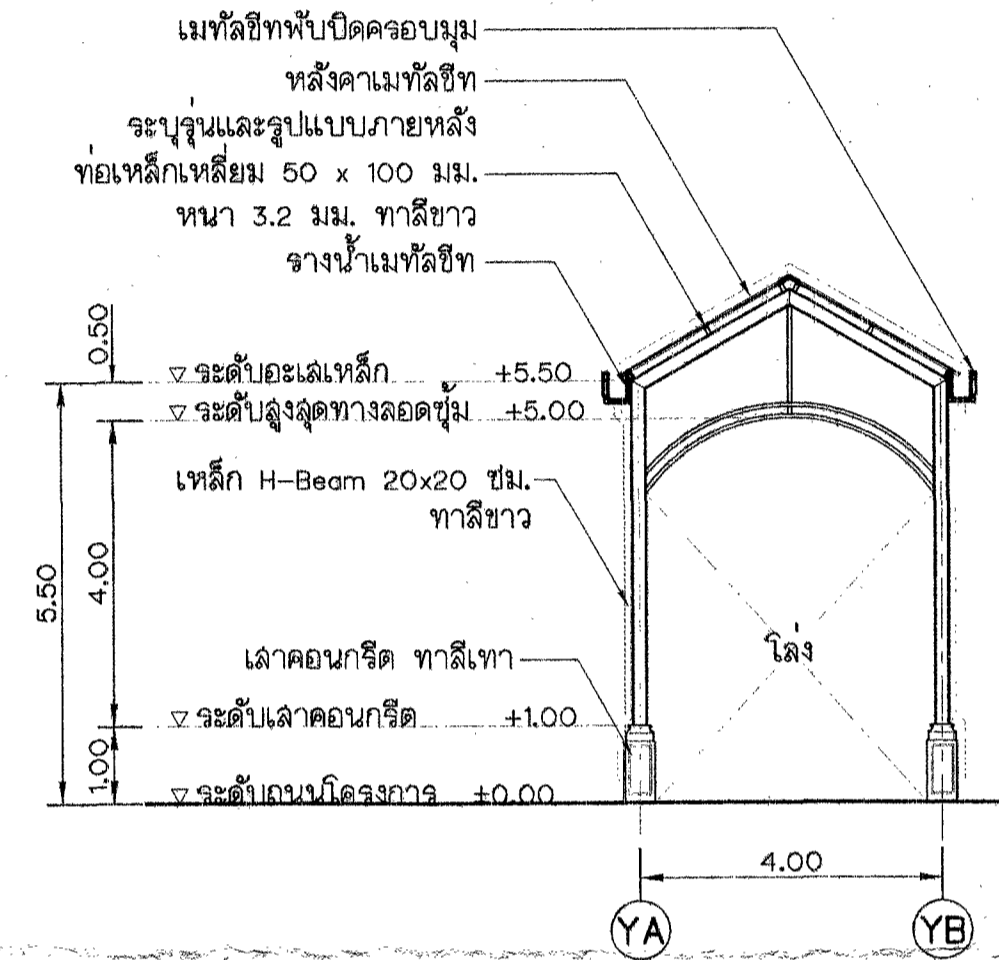 เมทัลชีทพับปิดครอบมุม
หลังคาเมทัลชีท
ระบุรุ่นและรูปแบบภายหลัง
ท่อเหล็กเหลี่ยม 50 x 100 มม.
หนา 3.2 มม. ทาสีขาว
รางน้ำเมทัลชีท
0.50
ระดับอะเสเหล็ก +5.50
ระดับสูงสุดทางลอดซุ้ม +5.00
เหล็ก H-Beam 20x20 ซม.
ทาสีขาว
5.50
4.00
โล่ง
เสาคอนกรีต ทาสีเทา
ระดับเสาคอนกรีต +1.00
1.00
ระดับถนนโครงการ ±0.00
4.00
YA
YB